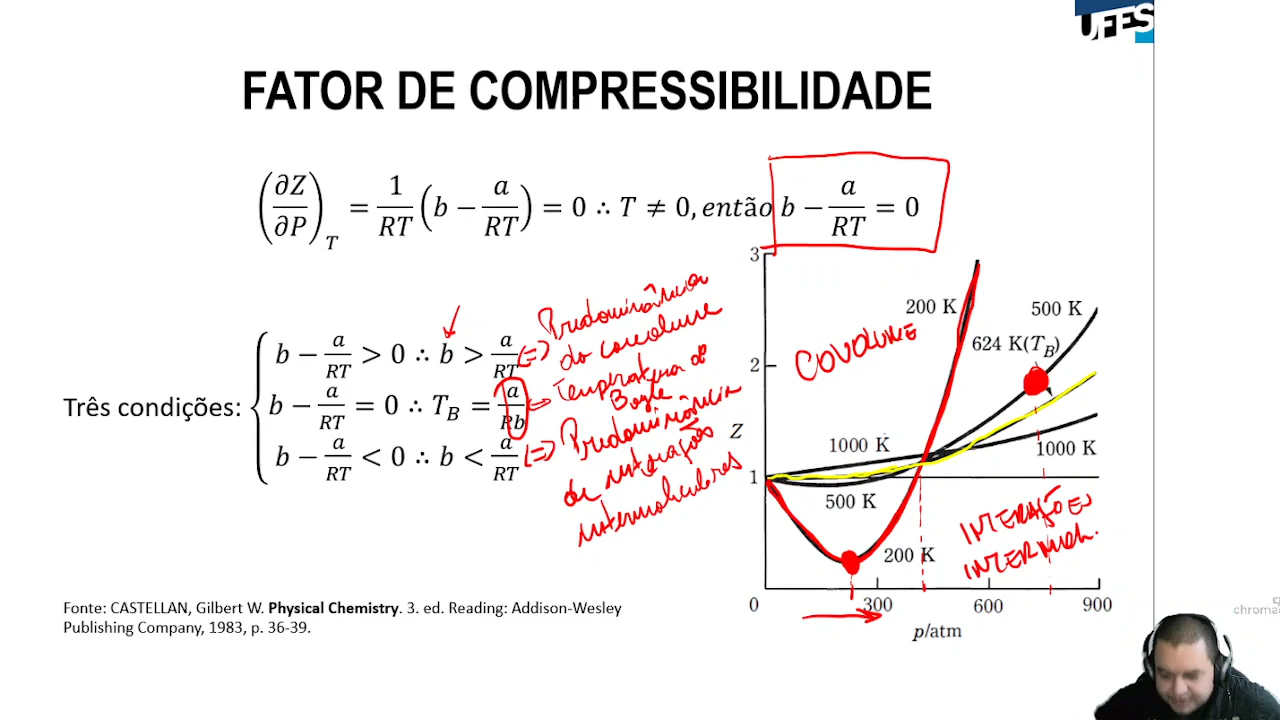 UFES
FATOR DE COMPRESSIBILIDADE
(∂Z/∂P)_T = 1/RT (b − a/RT) = 0 ∴ T ≠ 0, então b − a/RT = 0
Três condições:
b − a/RT > 0 ∴ b > a/RT
b − a/RT = 0 ∴ T_B = a/Rb
b − a/RT < 0 ∴ b < a/RT
(=) Predominância
do covolume
Temperatura de
Boyle
(=) Predominância
de interações
intermoleculares
3
2
1
Z
200 K
500 K
624 K(T_B)
COVOLUME
1000 K
1000 K
500 K
200 K
INTERAÇÕES
0
300
600
900
p/atm
Fonte: CASTELLAN, Gilbert W. Physical Chemistry. 3. ed. Reading: Addison-Wesley
Publishing Company, 1983, p. 36-39.